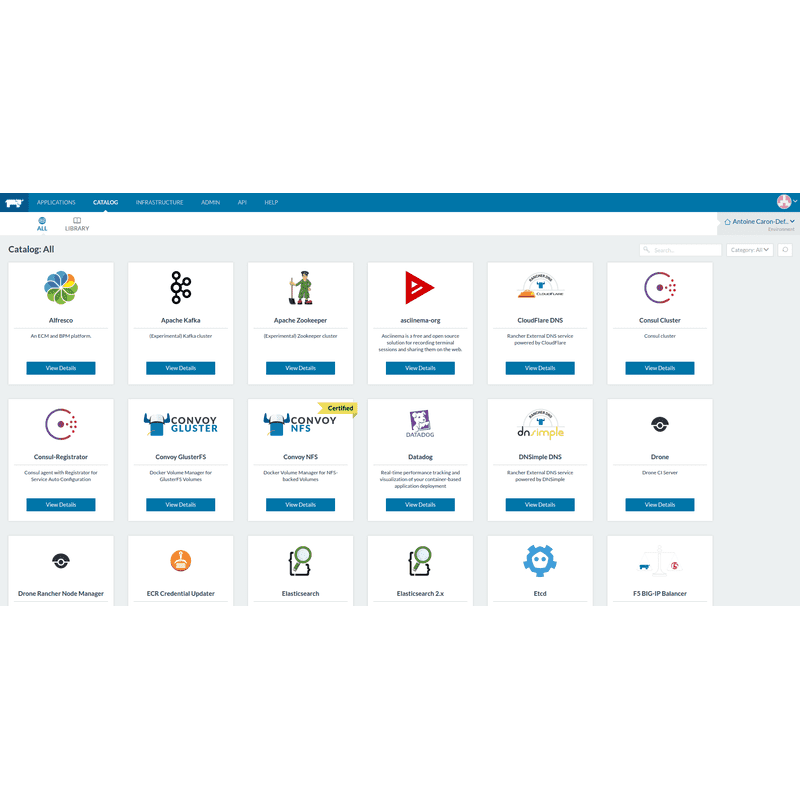 APPLICATIONS CATALOG INFRASTRUCTURE ADMIN API HELP
ALL LIBRARY
Antoine Caron-Def..
Environment
Catalog: All
Search...
Category: All
Alfresco
An ECM and BPM platform.
View Details
Apache Kafka
(Experimental) Kafka cluster
View Details
Apache Zookeeper
(Experimental) Zookeeper cluster
View Details
asciinema-org
Asciinema is a free and open source
solution for recording terminal
sessions and sharing them on the web.
View Details
RANCHER DNS
CLOUDFLARE
CloudFlare DNS
Rancher External DNS service
powered by CloudFlare
View Details
Consul Cluster
Consul cluster
View Details
Consul-Registrator
Consul agent with Registrator for
Service Auto Configuration
View Details
CONVOY
GLUSTER
Convoy GlusterFS
Docker Volume Manager for
GlusterFS Volumes
View Details
Certified
CONVOY
NFS
Convoy NFS
Docker Volume Manager for NFS-
backed Volumes
View Details
DATADOG
Datadog
Real-time performance tracking and
visualization of your container-based
application deployment
View Details
RANCHER DNS
dnsimple
DNSimple DNS
Rancher External DNS service
powered by DNSimple
View Details
Drone
Drone CI Server
View Details
Drone Rancher Node Manager
ECR Credential Updater
Elasticsearch
Elasticsearch 2.x
Etcd
F5 BIG-IP Balancer